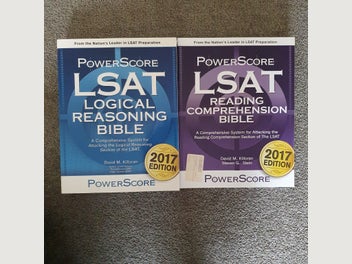 From the Nation's Leader in LSAT Preparation
POWERSCORE
LSAT
LOGICAL
REASONING
BIBLE
A Comprehensive System for
Attacking the Logical Reasoning
Section of the LSAT
David M. Killoran
2017
EDITION
POWERSCORE
From the Nation's Leader in LSAT Preparation
POWERSCORE
LSAT
READING
COMPREHENSION
BIBLE
A Comprehensive System for Attacking the
Reading Comprehension Section of The LSAT
David M. Killoran
Steven G. Stein
2017
EDITION
POWERSCORE